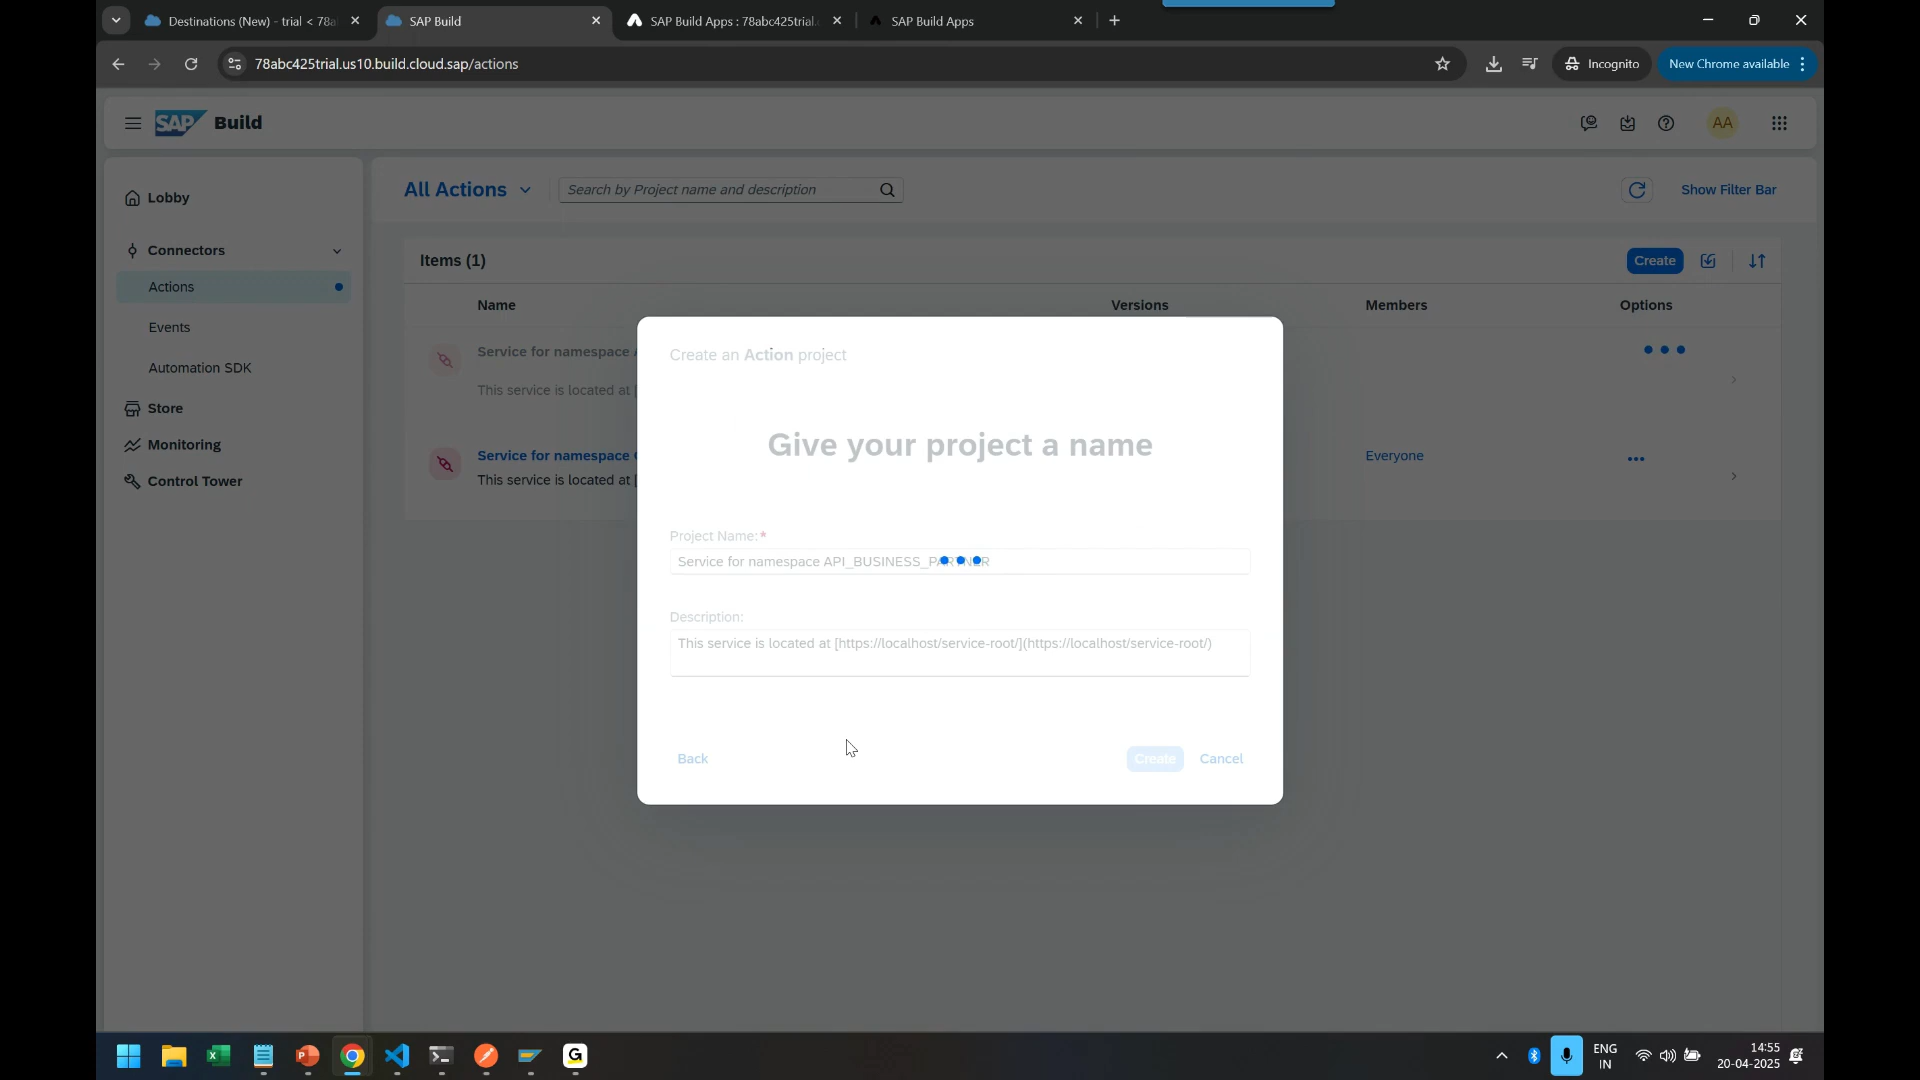 Destinations (New) - trial < 78a
SAP Build
SAP Build Apps : 78abc425trial.
SAP Build Apps
78abc425trial.us10.build.cloud.sap/actions
Incognito
New Chrome available
SAP Build
AA
Lobby
Connectors
Actions
Events
Automation SDK
Store
Monitoring
Control Tower
All Actions
Search by Project name and description
Show Filter Bar
Items (1)
Create
Name
Versions
Members
Options
Service for namespace
This service is located at [
Service for namespace
This service is located at [
Everyone
Create an Action project
Give your project a name
Project Name:*
Service for namespace API_BUSINESS_PARTNER
Description:
This service is located at [https://localhost/service-root/](https://localhost/service-root/)
Back
Create
Cancel
ENG
IN
14:55
20-04-2025